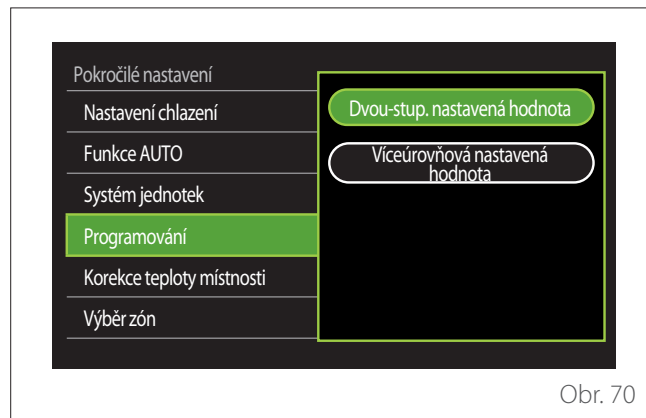 Pokročilé nastavení
Nastavení chlazení
Funkce AUTO
Systém jednotek
Programování
Korekce teploty místnosti
Výběr zón
Dvou-stup. nastavená hodnota
Víceúrovňová nastavená
hodnota
Obr. 70